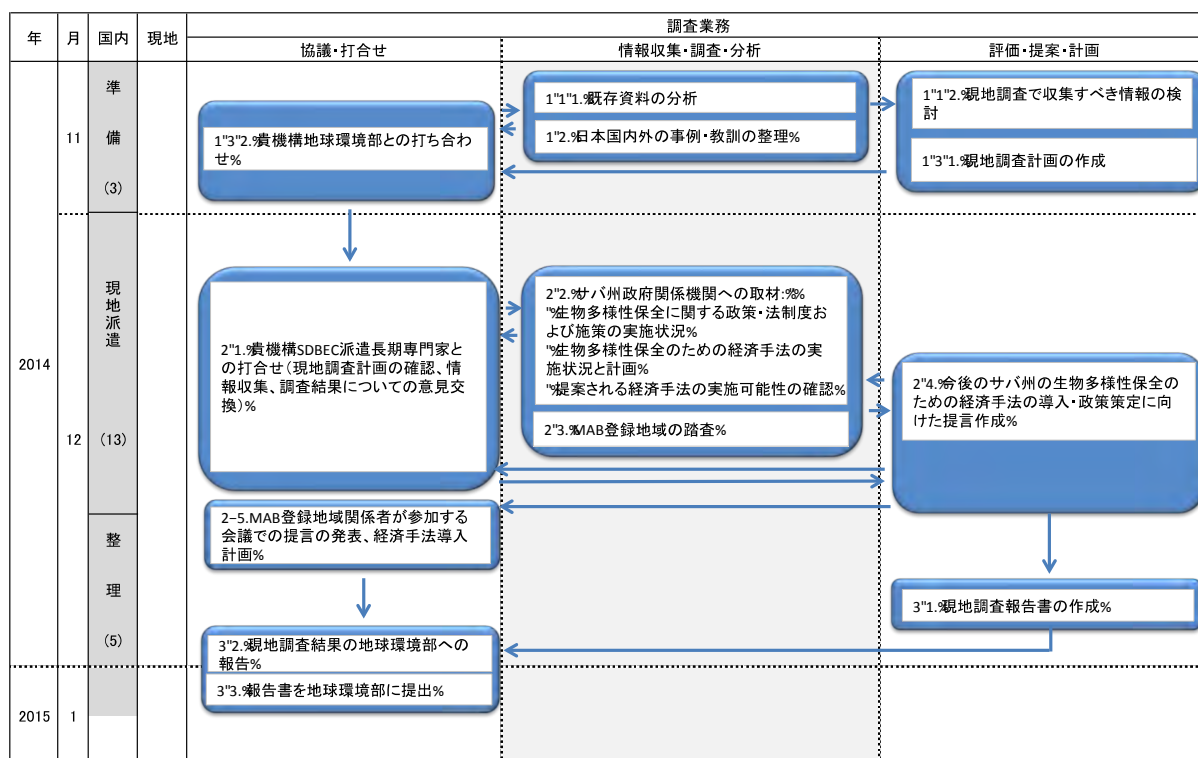 年
月
国内
現地
調査業務
協議・打合せ
情報収集・調査・分析
評価・提案・計画
2014
11
準
備
(3)
1"3"2.%貴機構地球環境部との打ち合わ
せ%
1"1"1.%既存資料の分析
1"2.%日本国内外の事例・教訓の整理%
1"1"2.%現地調査で収集すべき情報の検
討
1"3"1.%現地調査計画の作成
12
現
地
派
遣
(13)
2"1.%貴機構SDBEC派遣長期専門家と
の打合せ(現地調査計画の確認、情
報収集、調査結果についての意見交
換)%
2"2.%サバ州政府関係機関への取材:%%
"%生物多様性保全に関する政策・法制度お
よび施策の実施状況%
"%生物多様性保全のための経済手法の実
施状況と計画%
"%提案される経済手法の実施可能性の確認%
2"3.%MAB登録地域の踏査%
2"4.%今後のサバ州の生物多様性保全の
ための経済手法の導入・政策策定に向
けた提言作成%
2−5.MAB登録地域関係者が参加する
会議での提言の発表、経済手法導入
計画%
整
理
(5)
3"1.%現地調査報告書の作成%
3"2.%現地調査結果の地球環境部への
報告%
3"3.%報告書を地球環境部に提出%
2015
1